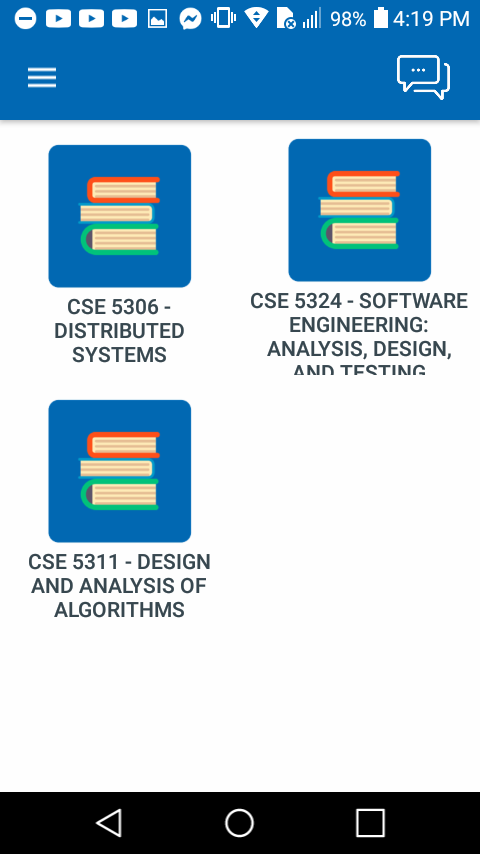 98% 4:19 PM
CSE 5306 -
DISTRIBUTED
SYSTEMS
CSE 5324 - SOFTWARE
ENGINEERING:
ANALYSIS, DESIGN,
AND TESTING
CSE 5311 - DESIGN
AND ANALYSIS OF
ALGORITHMS